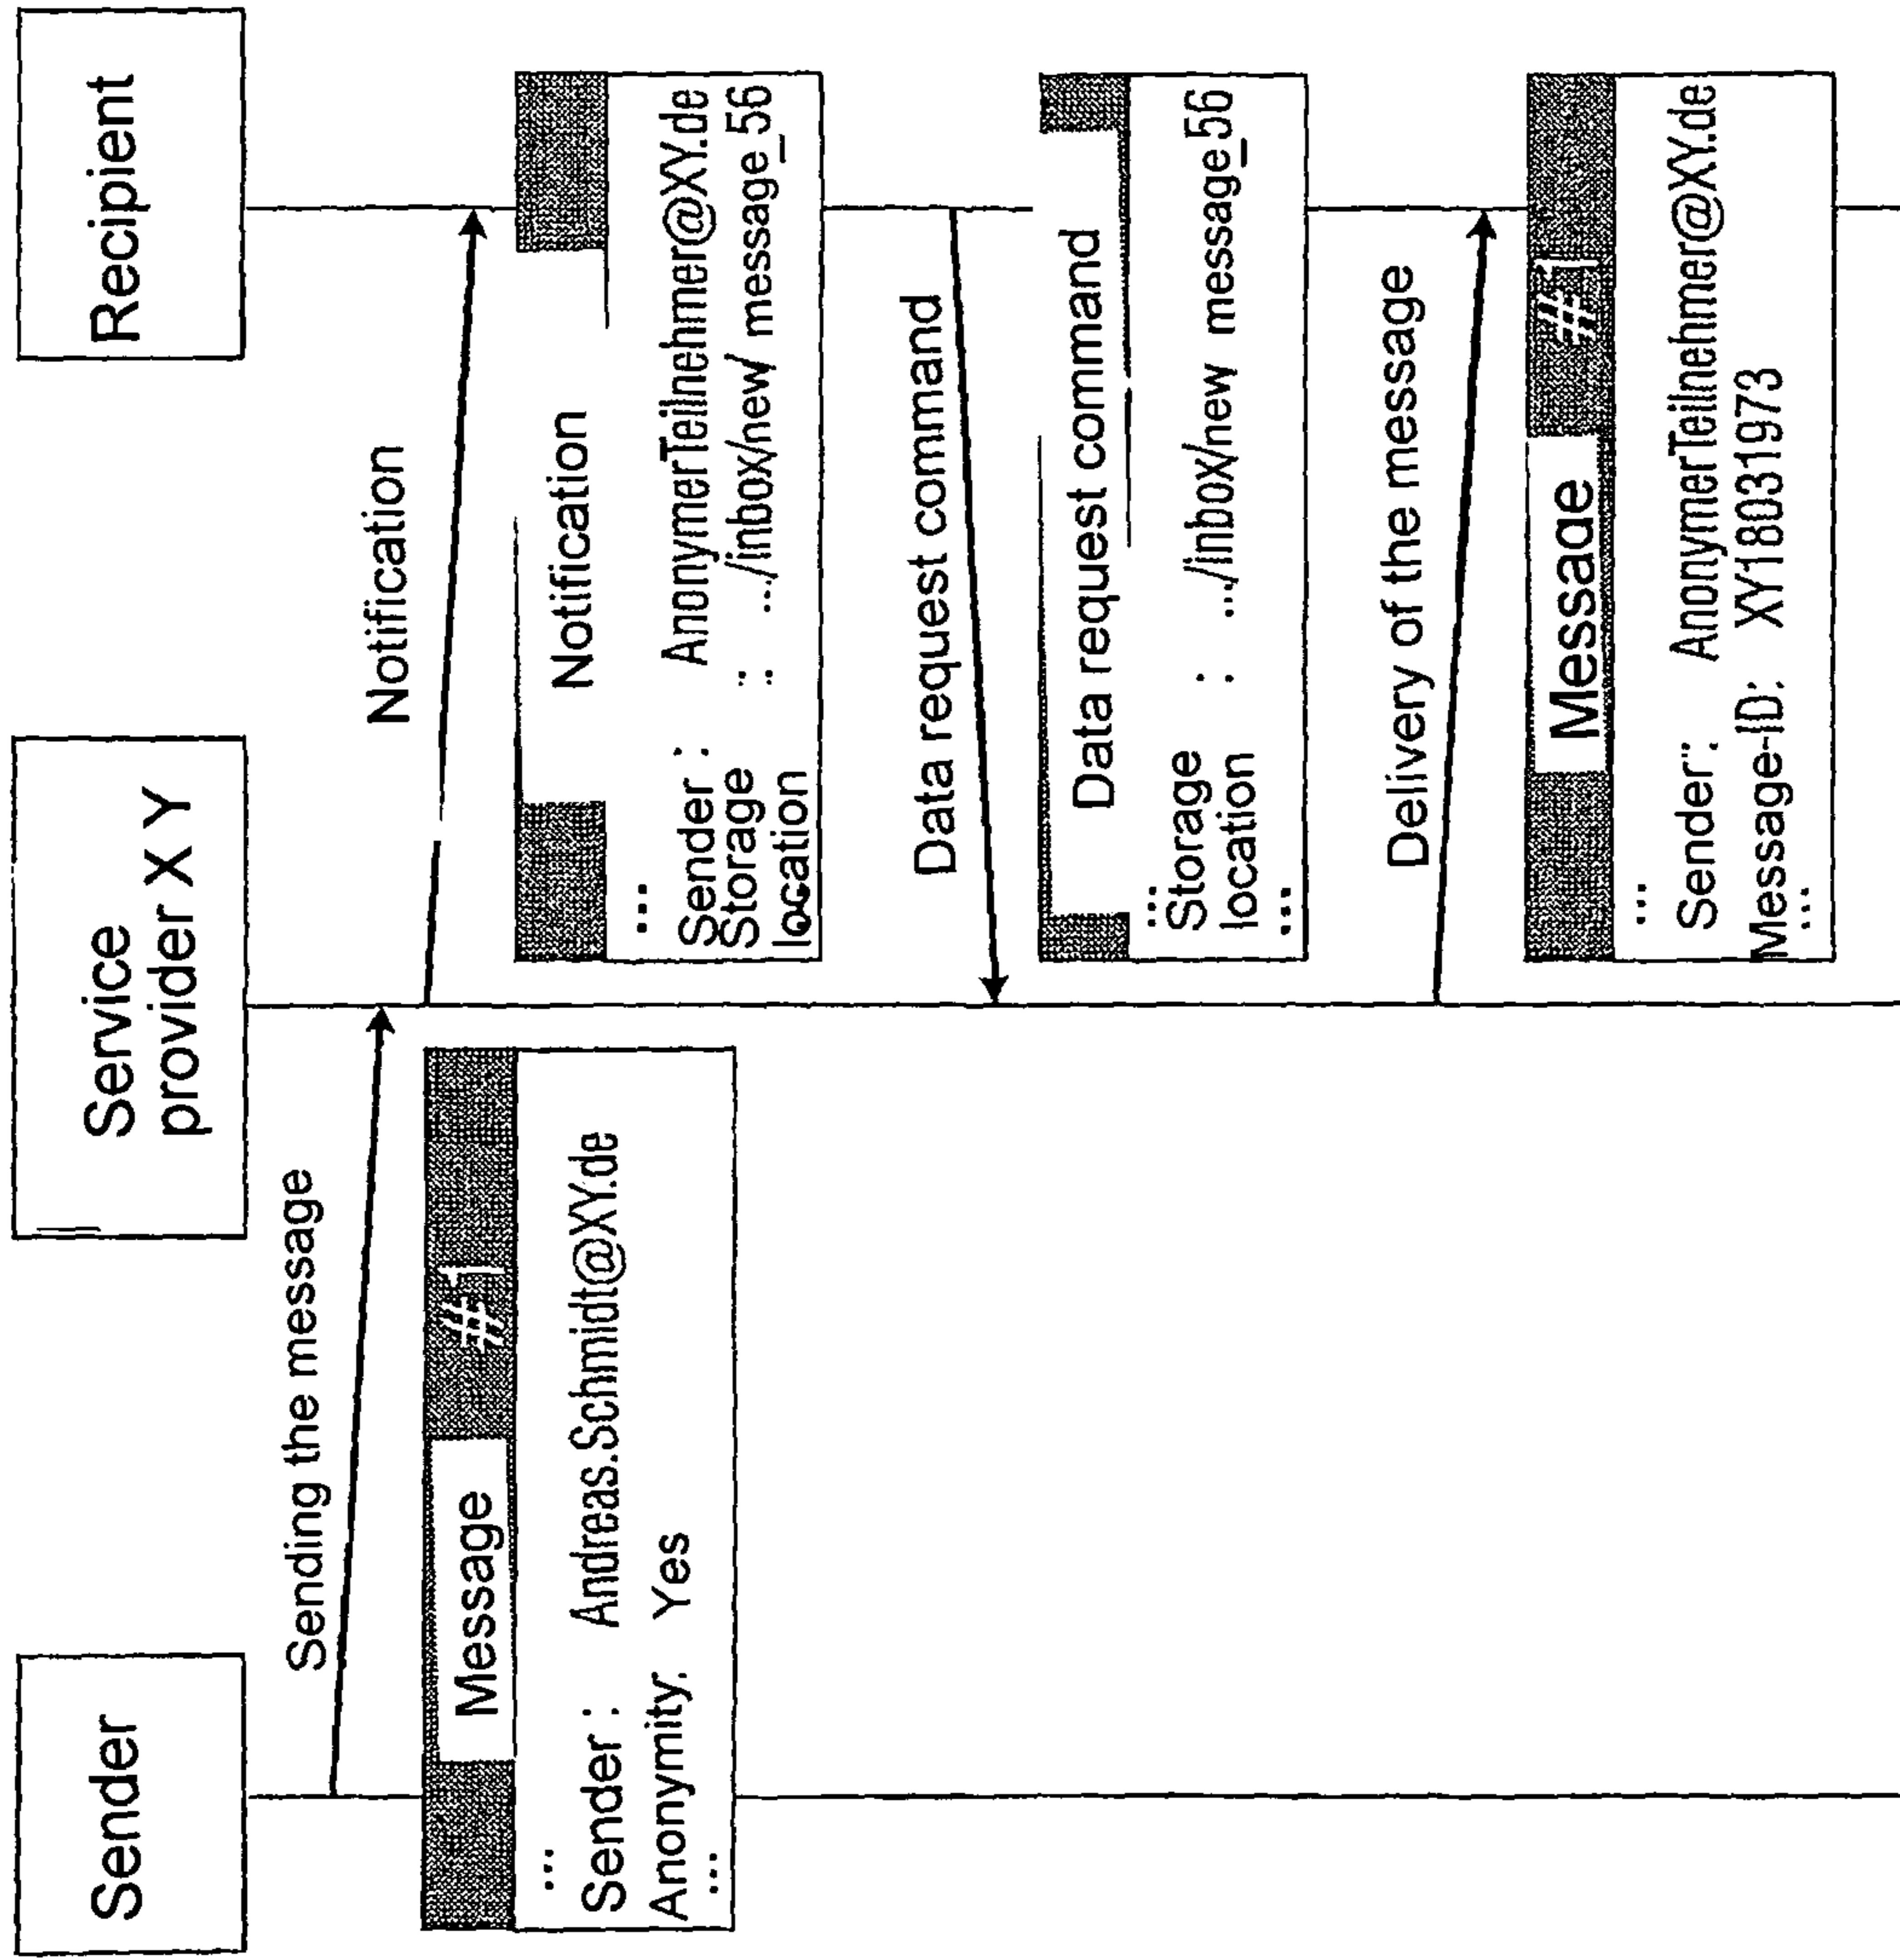 Sender
Service
provider X Y
Recipient
Sending the message
Message #1
...
Sender : Andreas.Schmidt@XY.de
Anonymity: Yes
...
Notification
Notification
...
Sender : AnonymerTeilnehmer@XY.de
Storage : .../inbox/new/ message_56
location
Data request command
Data request command
...
Storage : .../inbox/new message_56
location
...
Delivery of the message
Message #1
...
Sender: AnonymerTeilnehmer@XY.de
Message-ID: XY18031973
...